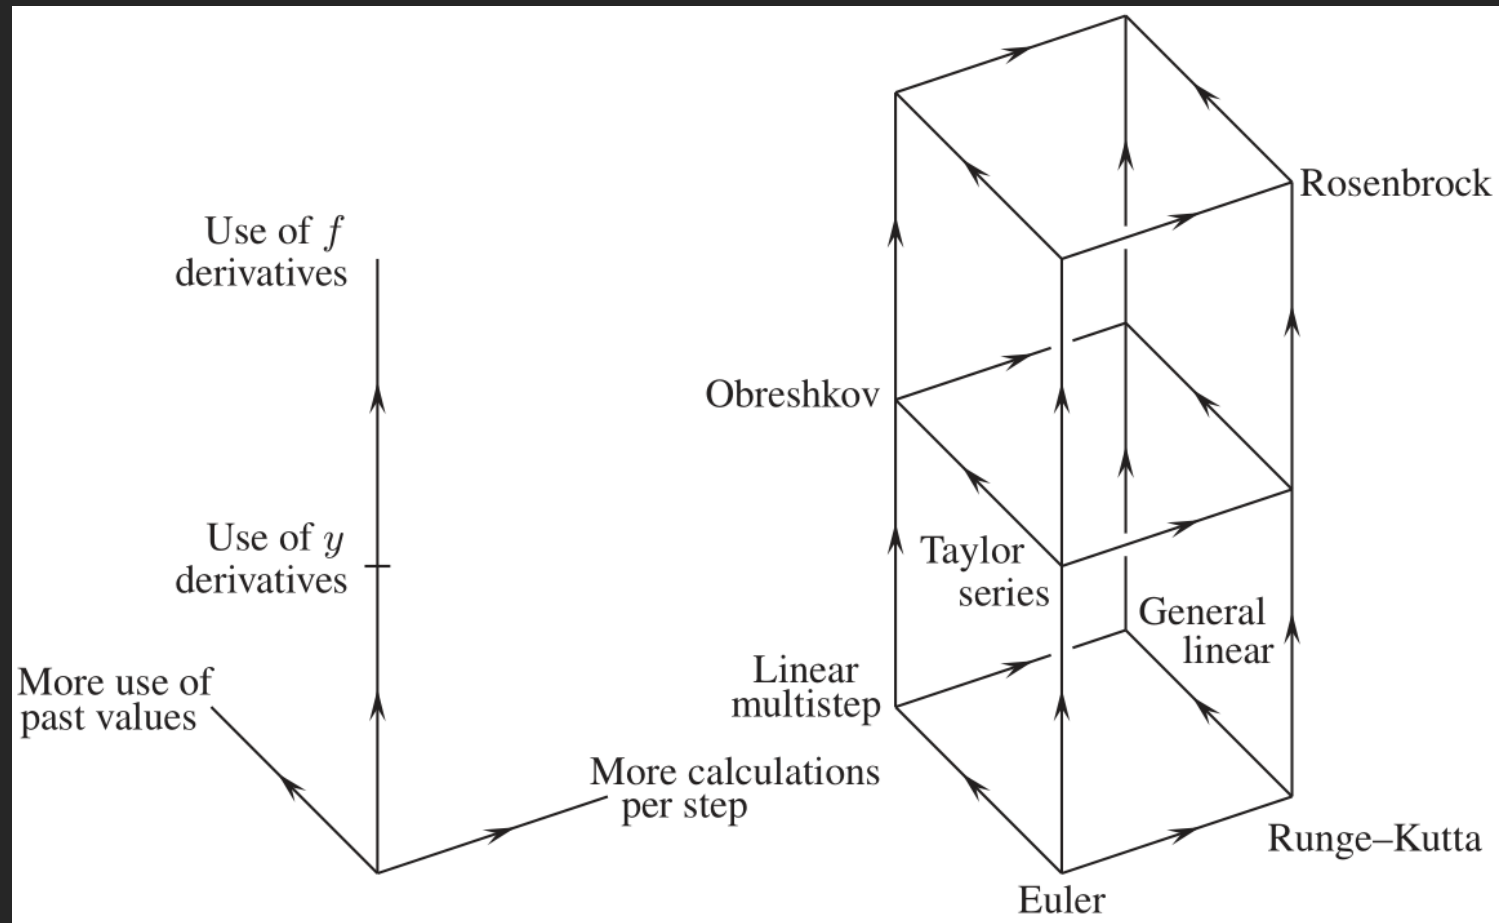 Use of f
derivatives
Use of y
derivatives
More use of
past values
More calculations
per step
Rosenbrock
Obreshkov
Taylor
series
General
linear
Linear
multistep
Runge–Kutta
Euler